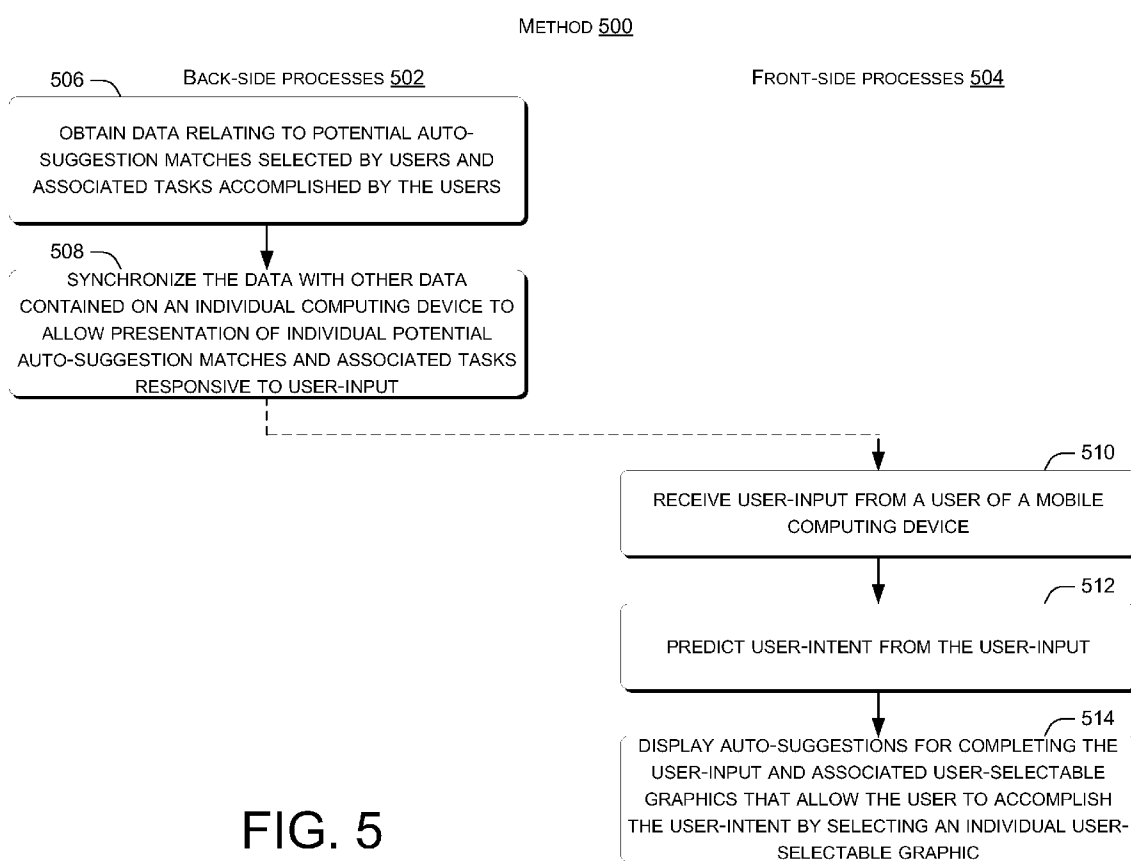 METHOD 500
BACK-SIDE PROCESSES 502
FRONT-SIDE PROCESSES 504
506
OBTAIN DATA RELATING TO POTENTIAL AUTO-
SUGGESTION MATCHES SELECTED BY USERS AND
ASSOCIATED TASKS ACCOMPLISHED BY THE USERS
508
SYNCHRONIZE THE DATA WITH OTHER DATA
CONTAINED ON AN INDIVIDUAL COMPUTING DEVICE TO
ALLOW PRESENTATION OF INDIVIDUAL POTENTIAL
AUTO-SUGGESTION MATCHES AND ASSOCIATED TASKS
RESPONSIVE TO USER-INPUT
510
RECEIVE USER-INPUT FROM A USER OF A MOBILE
COMPUTING DEVICE
512
PREDICT USER-INTENT FROM THE USER-INPUT
514
DISPLAY AUTO-SUGGESTIONS FOR COMPLETING THE
USER-INPUT AND ASSOCIATED USER-SELECTABLE
GRAPHICS THAT ALLOW THE USER TO ACCOMPLISH
THE USER-INTENT BY SELECTING AN INDIVIDUAL USER-
SELECTABLE GRAPHIC
FIG. 5